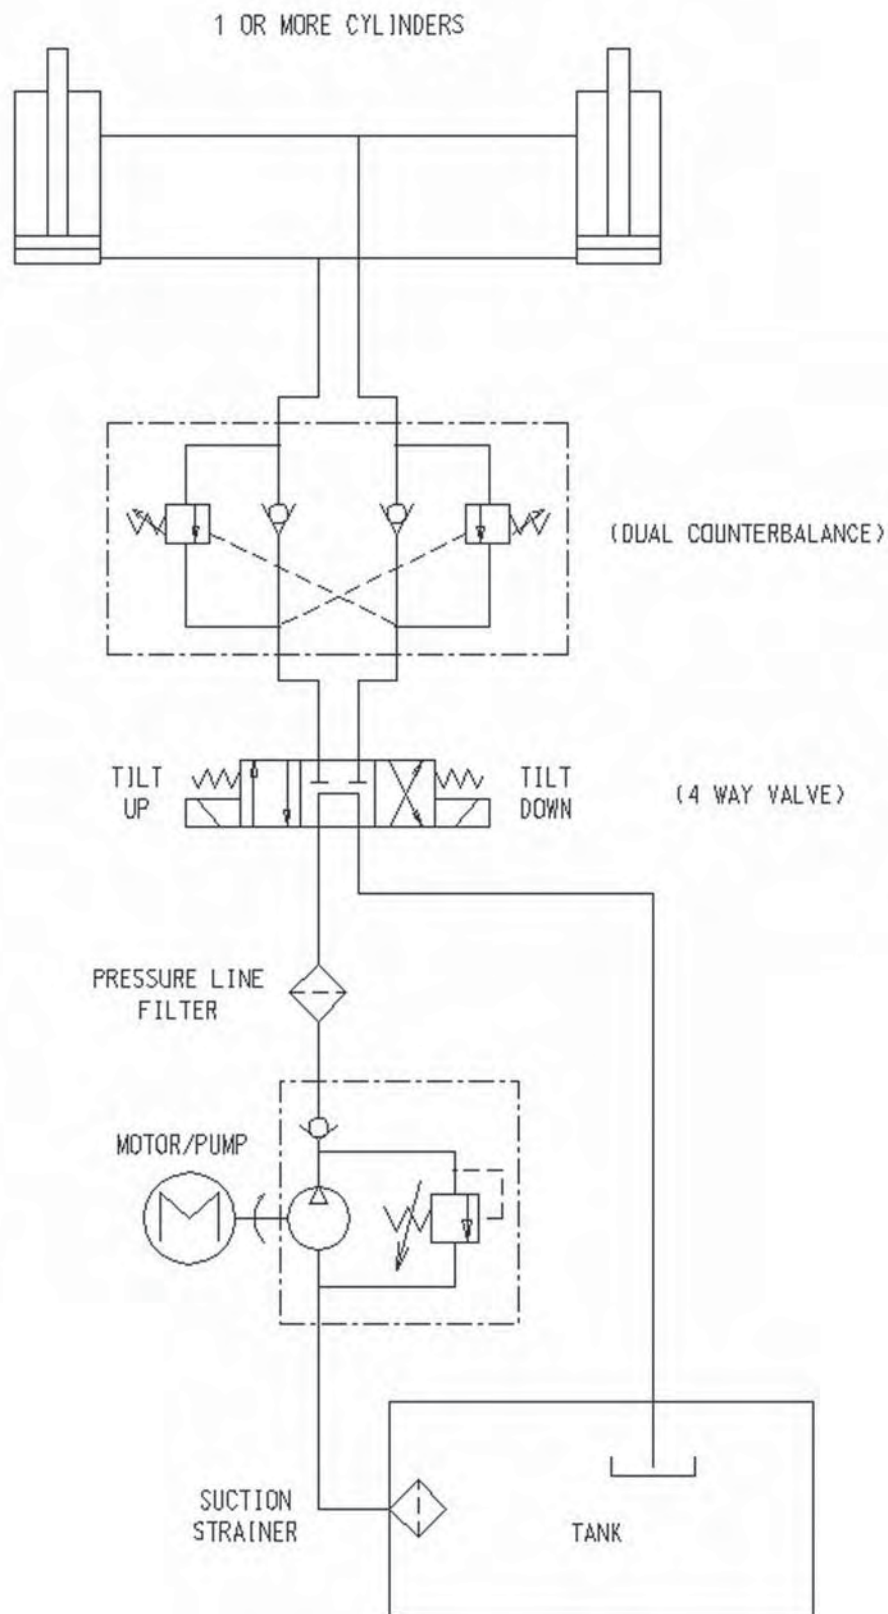 1 OR MORE CYLINDERS
(DUAL COUNTERBALANCE)
TILT
UP
TILT
DOWN
(4 WAY VALVE)
PRESSURE LINE
FILTER
MOTOR/PUMP
M
SUCTION
STRAINER
TANK